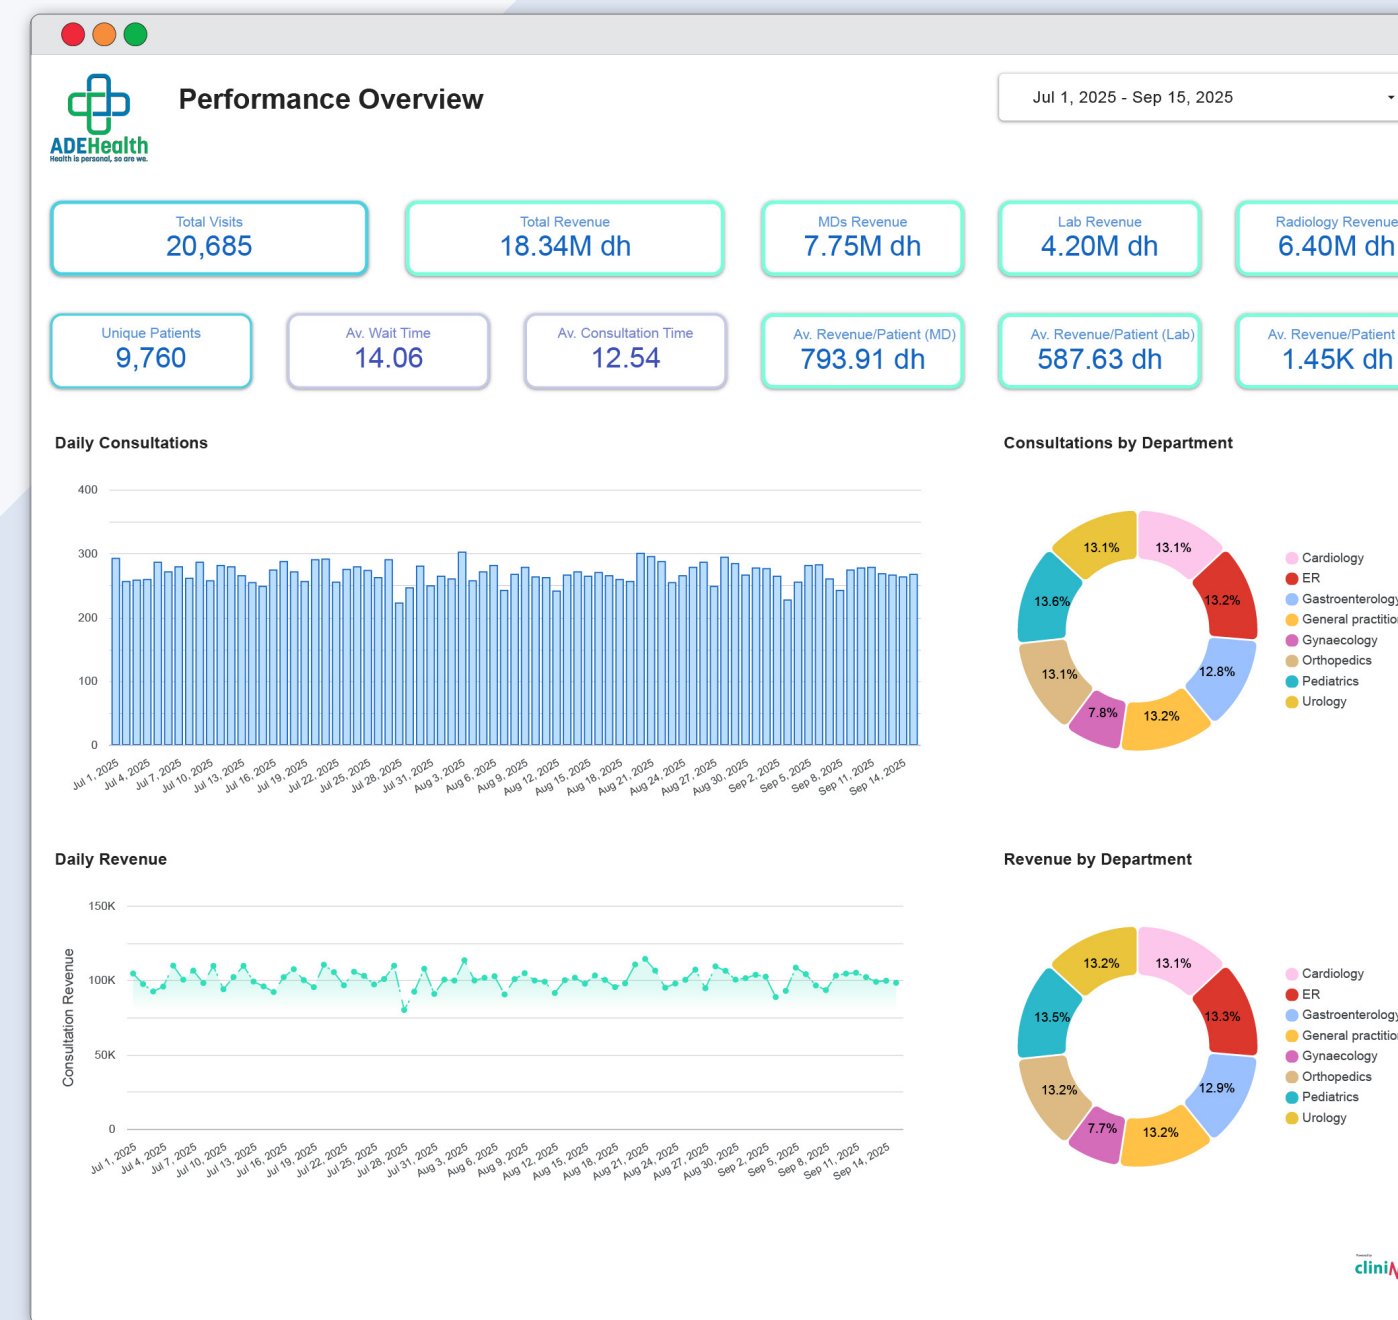 Performance Overview
Jul 1, 2025 - Sep 15, 2025
ADEHealth
Health is personal, so are we.
Total Visits
20,685
Total Revenue
18.34M dh
MDs Revenue
7.75M dh
Lab Revenue
4.20M dh
Radiology Revenue
6.40M dh
Unique Patients
9,760
Av. Wait Time
14.06
Av. Consultation Time
12.54
Av. Revenue/Patient (MD)
793.91 dh
Av. Revenue/Patient (Lab)
587.63 dh
Av. Revenue/Patient
1.45K dh
Daily Consultations
400
300
200
100
0
Jul 1, 2025
Jul 4, 2025
Jul 7, 2025
Jul 10, 2025
Jul 13, 2025
Jul 16, 2025
Jul 19, 2025
Jul 22, 2025
Jul 25, 2025
Jul 28, 2025
Jul 31, 2025
Aug 3, 2025
Aug 6, 2025
Aug 9, 2025
Aug 12, 2025
Aug 15, 2025
Aug 18, 2025
Aug 21, 2025
Aug 24, 2025
Aug 27, 2025
Aug 30, 2025
Sep 2, 2025
Sep 5, 2025
Sep 8, 2025
Sep 11, 2025
Sep 14, 2025
Consultations by Department
13.1%
13.1%
13.6%
13.2%
13.1%
12.8%
7.8%
13.2%
Cardiology
ER
Gastroenterology
General practitio
Gynaecology
Orthopedics
Pediatrics
Urology
Daily Revenue
Consultation Revenue
150K
100K
50K
0
Jul 1, 2025
Jul 4, 2025
Jul 7, 2025
Jul 10, 2025
Jul 13, 2025
Jul 16, 2025
Jul 19, 2025
Jul 22, 2025
Jul 25, 2025
Jul 28, 2025
Jul 31, 2025
Aug 3, 2025
Aug 6, 2025
Aug 9, 2025
Aug 12, 2025
Aug 15, 2025
Aug 18, 2025
Aug 21, 2025
Aug 24, 2025
Aug 27, 2025
Aug 30, 2025
Sep 2, 2025
Sep 5, 2025
Sep 8, 2025
Sep 11, 2025
Sep 14, 2025
Revenue by Department
13.2%
13.1%
13.5%
13.3%
13.2%
12.9%
7.7%
13.2%
Cardiology
ER
Gastroenterology
General practitio
Gynaecology
Orthopedics
Pediatrics
Urology
clini